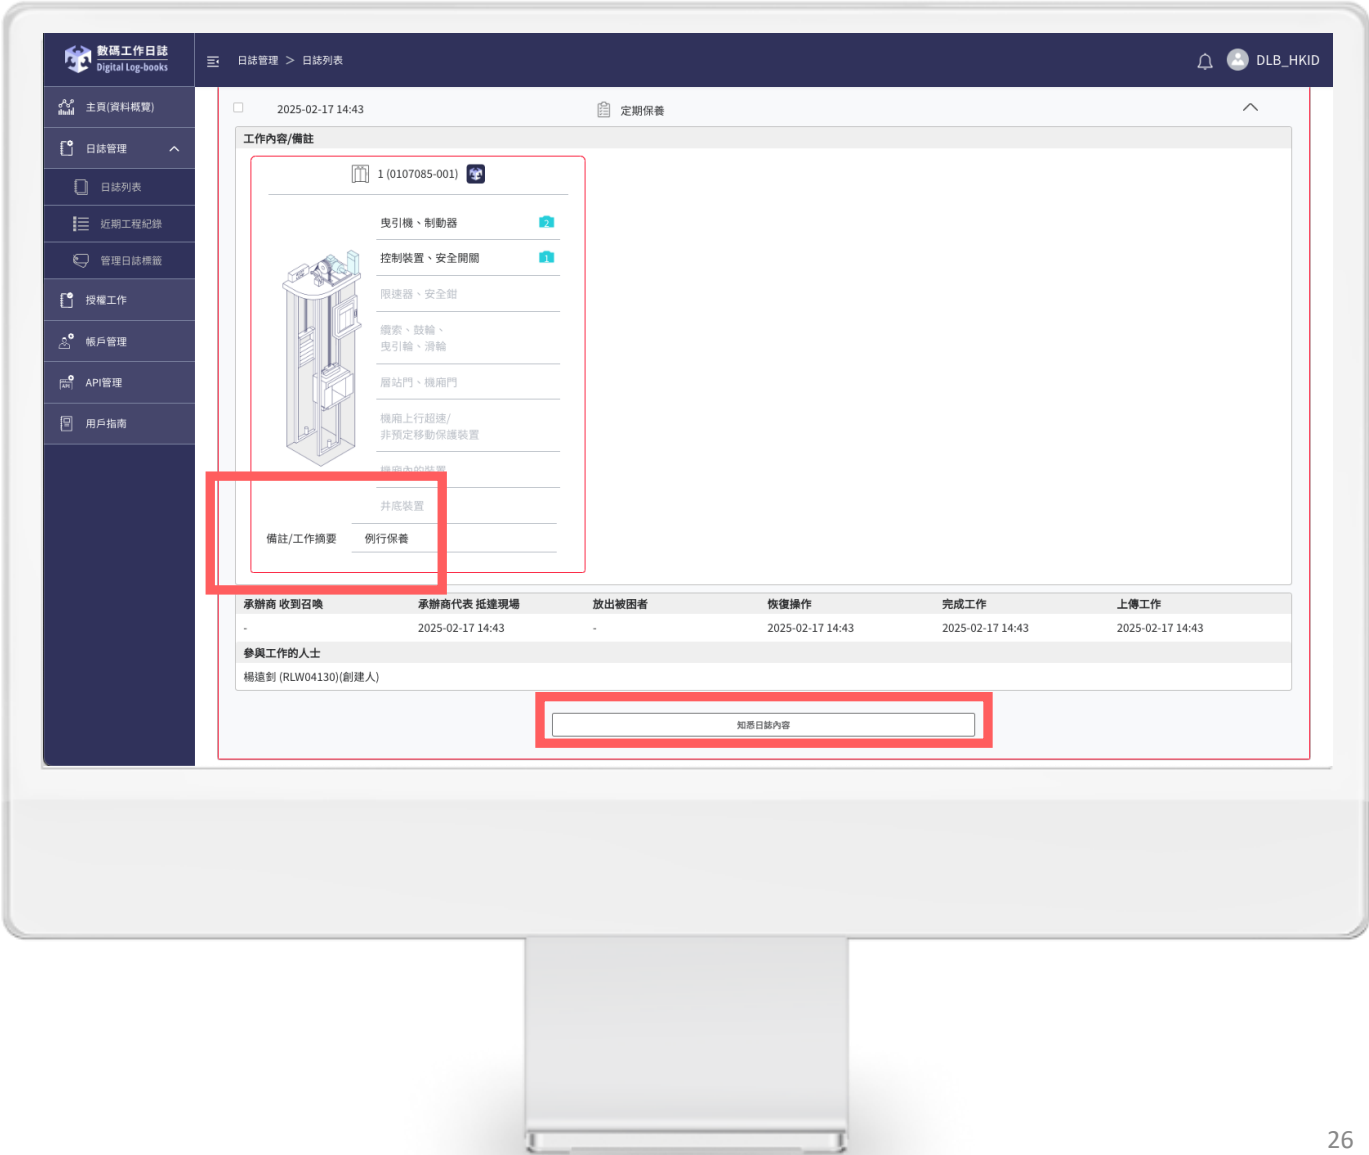 數碼工作日誌
Digital Log-books
日誌管理 > 日誌列表
DLB_HKID
主頁(資料概覽)
日誌管理
日誌列表
近期工程紀錄
管理日誌標籤
授權工作
帳戶管理
API管理
用戶指南
2025-02-17 14:43
定期保養
工作內容/備註
1 (0107085-001)
曳引機、制動器
2
控制裝置、安全開關
1
限速器、安全鉗
纜索、鼓輪、
曳引輪、滑輪
層站門、機廂門
機廂上行超速/
非預定移動保護裝置
機廂內的裝置
井底裝置
備註/工作摘要 例行保養
承辦商 收到召喚 承辦商代表 抵達現場 放出被困者 恢復操作 完成工作 上傳工作
- 2025-02-17 14:43 - 2025-02-17 14:43 2025-02-17 14:43 2025-02-17 14:43
參與工作的人士
楊遠釗 (RLW04130)(創建人)
知悉日誌內容
26